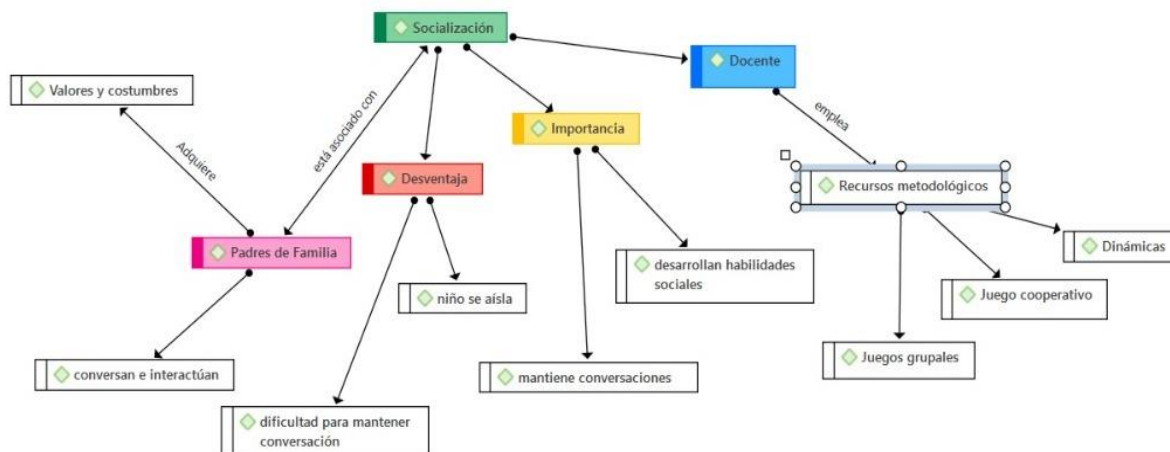 Socialización
Docente
Valores y costumbres
emplea
Importancia
está asociado con
Adquiere
Desventaja
Recursos metodológicos
Padres de Familia
Dinámicas
desarrollan habilidades
sociales
niño se aísla
Juego cooperativo
Juegos grupales
conversan e interactúan
mantiene conversaciones
dificultad para mantener
conversación